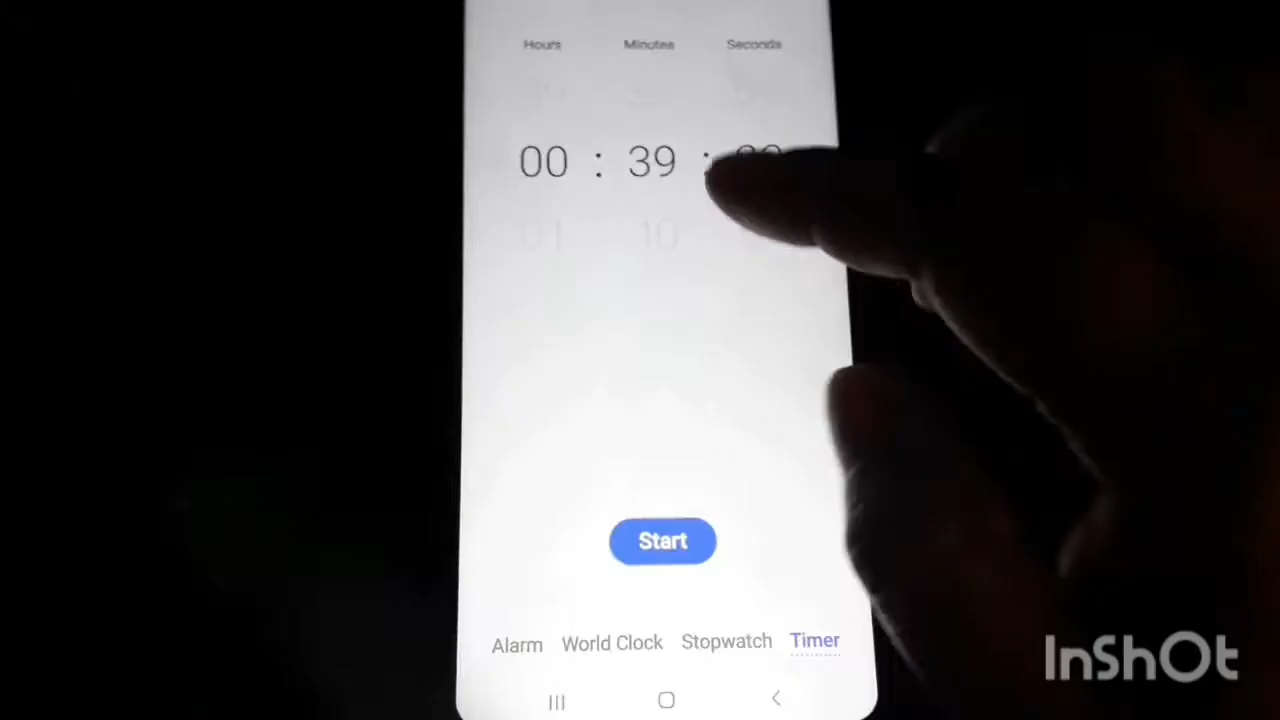 Hours Minutes Seconds
00 : 39 :
01 10
Start
Alarm World Clock Stopwatch Timer
InShOt